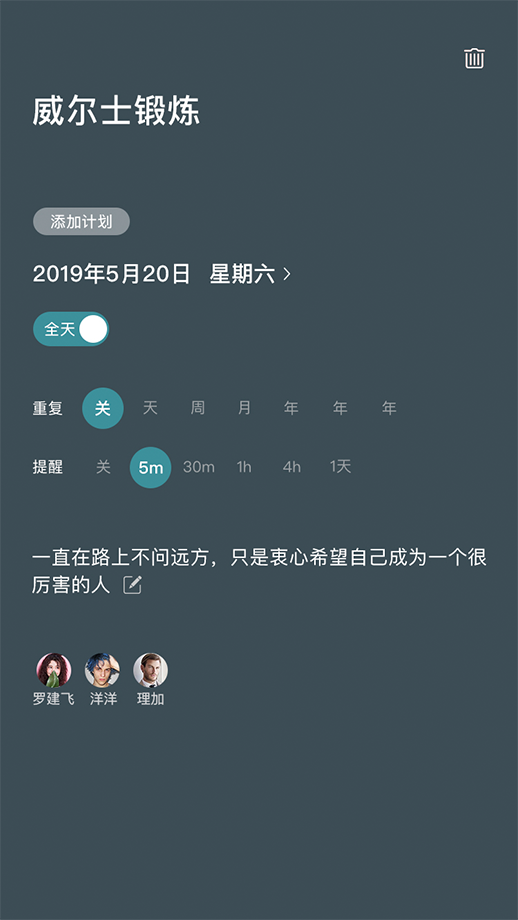 威尔士锻炼
添加计划
2019年5月20日 星期六
全天
重复 关 天 周 月 年 年 年
提醒 关 5m 30m 1h 4h 1天
一直在路上不问远方，只是衷心希望自己成为一个很
厉害的人
罗建飞 洋洋 理加